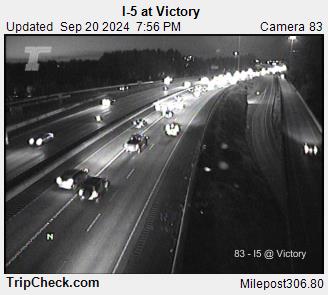 I-5 at Victory
Updated Sep 20 2024 7:56 PM Camera 83
T
N
83 - I5 @ Victory
TripCheck.com Milepost306.80